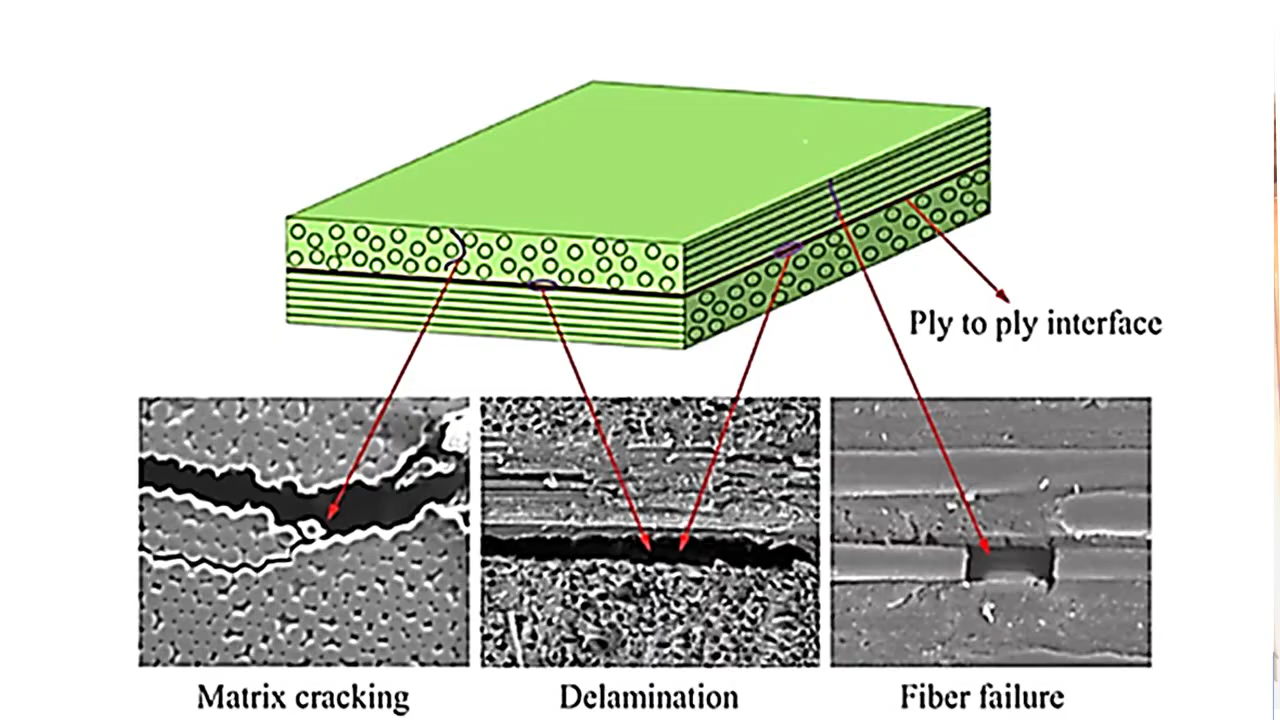 Ply to ply interface
Matrix cracking
Delamination
Fiber failure